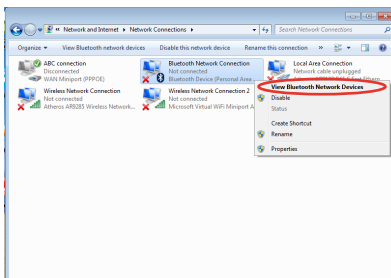 « Network and Internet ▸ Network Connections ▸
Search Network Connections
Organize ▾ View Bluetooth network devices Disable this network device Rename this connection »
ABC connection
Disconnected
WAN Miniport (PPPOE)
Bluetooth Network Connection
Not connected
Bluetooth Device (Personal Area ...
Local Area Connection
Network cable unplugged
Wireless Network Connection
Not connected
Atheros AR9285 Wireless Network...
Wireless Network Connection 2
Not connected
Microsoft Virtual WiFi Miniport A
View Bluetooth Network Devices
Disable
Status
Create Shortcut
Rename
Properties